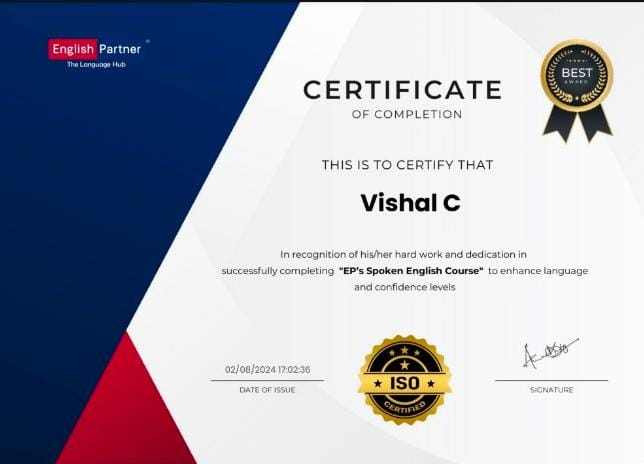 English Partner
The Language Hub
CERTIFICATE
OF COMPLETION
BEST
AWARD
THIS IS TO CERTIFY THAT
Vishal C
In recognition of his/her hard work and dedication in
successfully completing "EP's Spoken English Course" to enhance language
and confidence levels
02/08/2024 17:02:36
DATE OF ISSUE
ISO
CERTIFIED
SIGNATURE